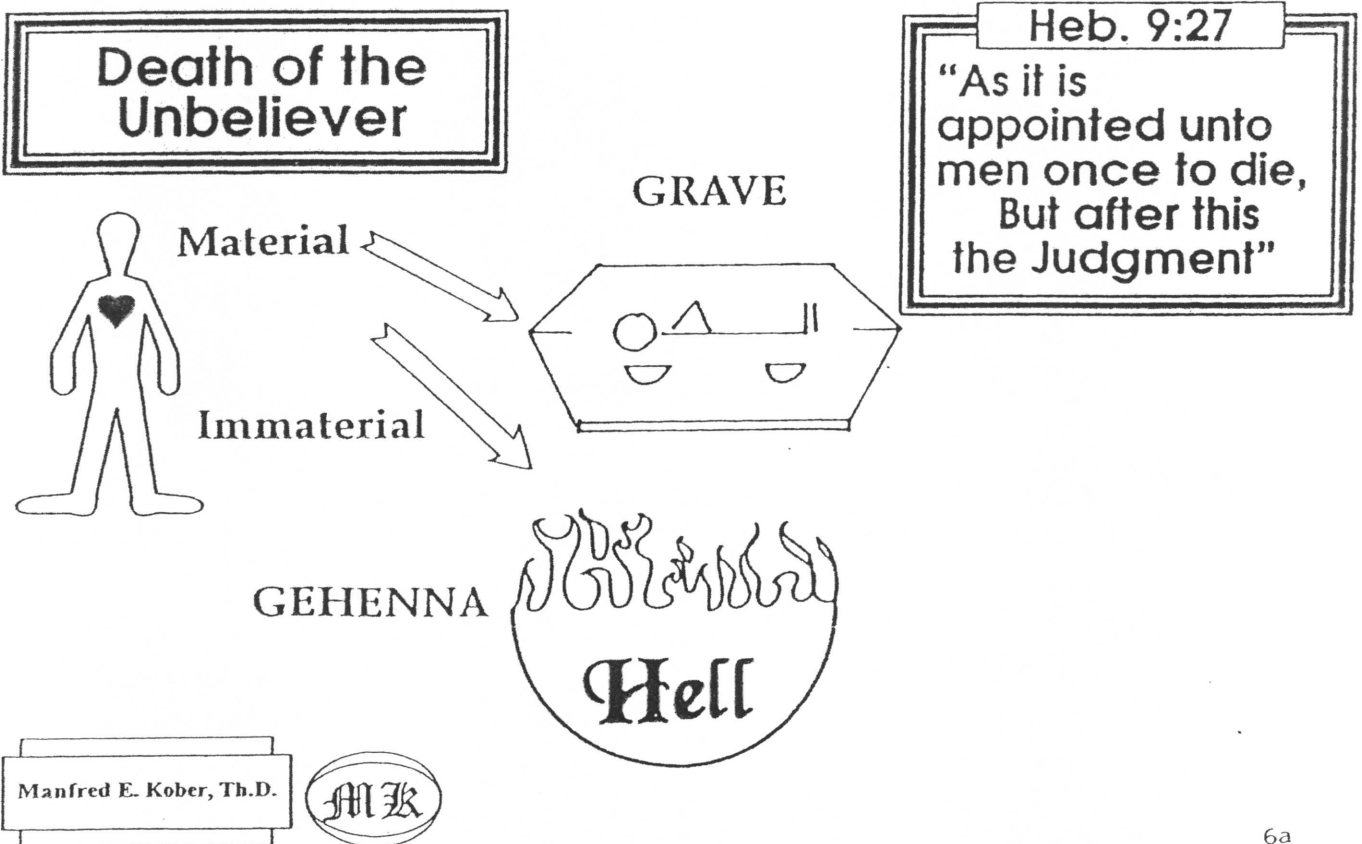 Death of the
Unbeliever
Heb. 9:27
“As it is
appointed unto
men once to die,
But after this
the Judgment”
GRAVE
Material
Immaterial
GEHENNA
Hell
Manfred E. Kober, Th.D.
MK
6a